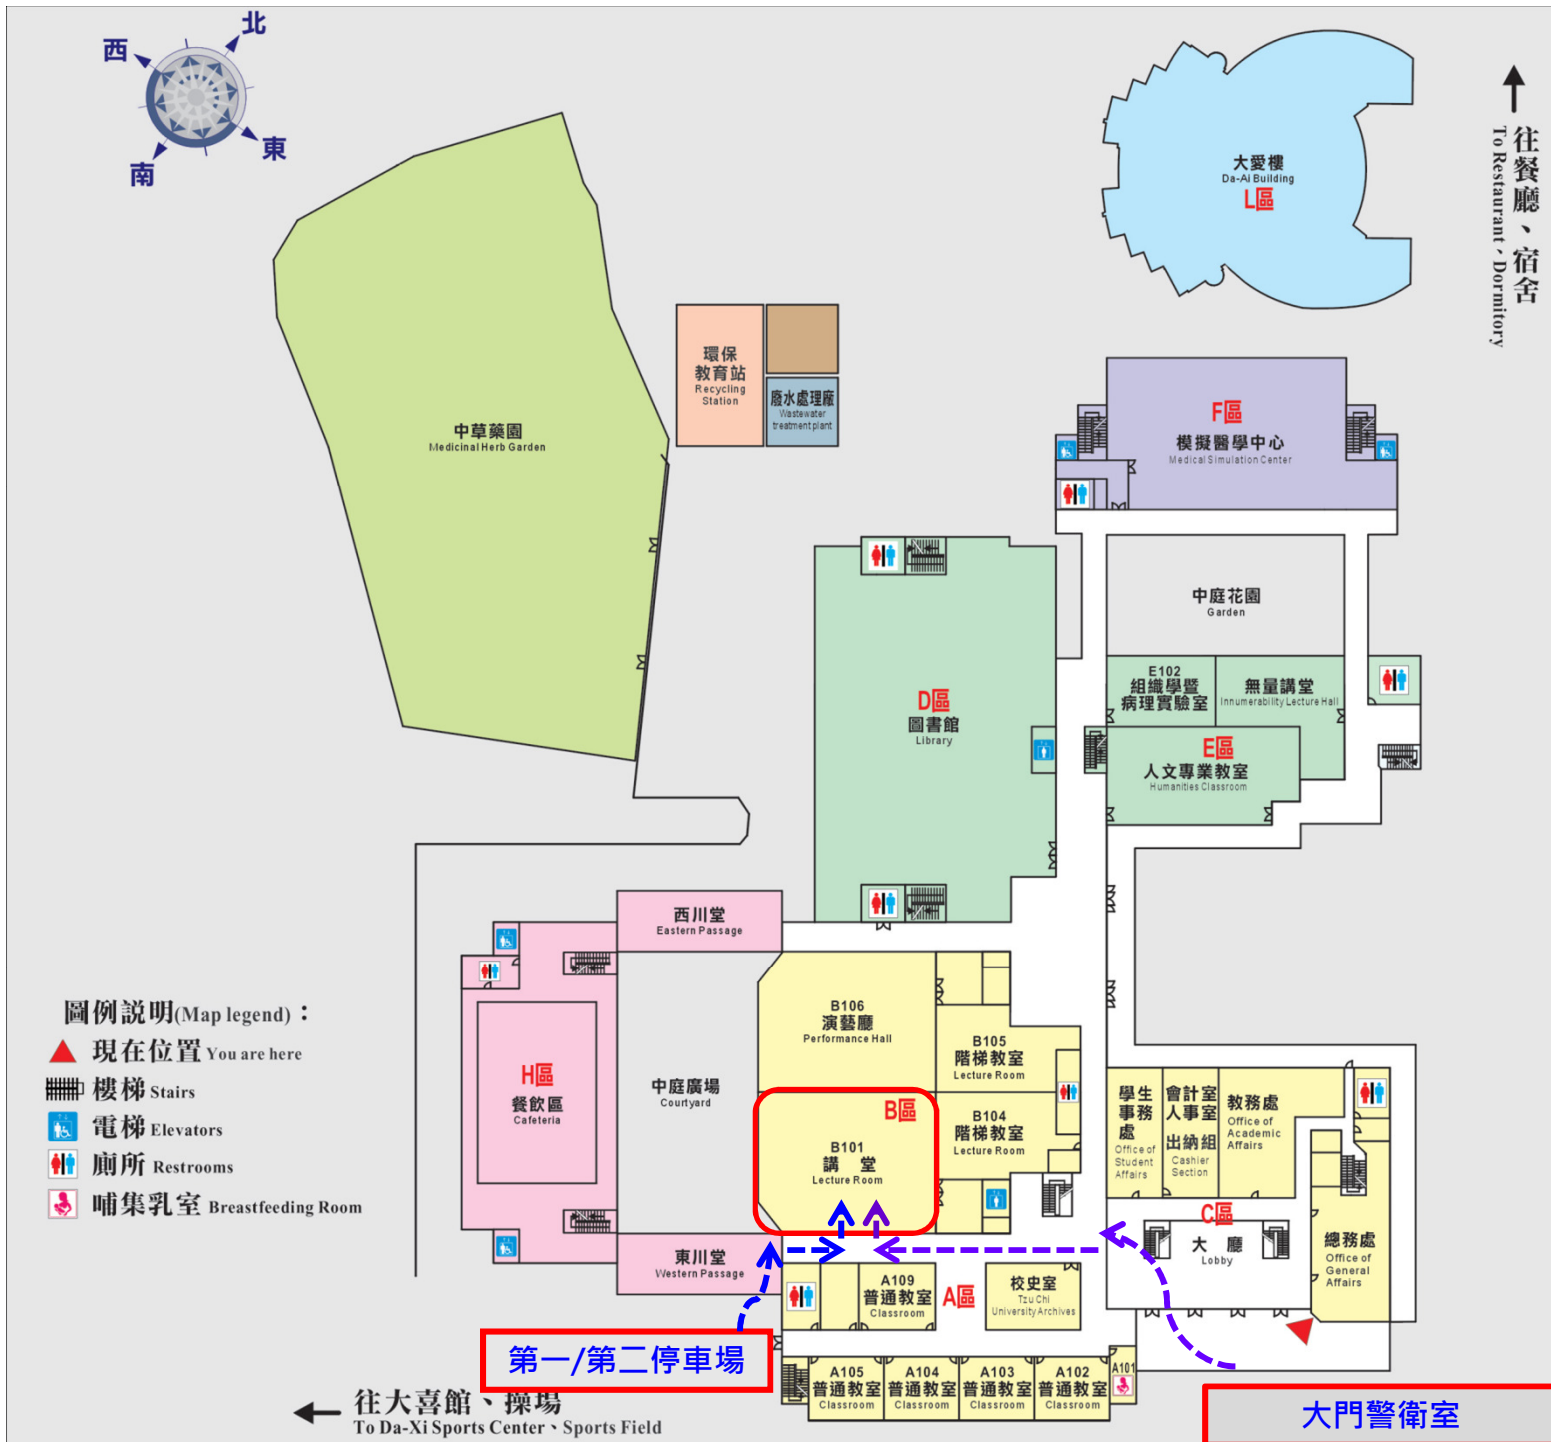 北
西
東
南
大愛樓
Da-Ai Building
L區
往餐廳、宿舍
To Restaurant、Dormitory
環保
教育站
Recycling
Station
廢水處理廠
Wastewater
treatment plant
中草藥園
Medicinal Herb Garden
F區
模擬醫學中心
Medical Simulation Center
中庭花園
Garden
E102
組織學暨
病理實驗室
無量講堂
Innumerability Lecture Hall
D區
圖書館
Library
E區
人文專業教室
Humanities Classroom
西川堂
Eastern Passage
B106
演藝廳
Performance Hall
B105
階梯教室
Lecture Room
H區
餐飲區
Cafeteria
中庭廣場
Courtyard
B區
B101
講 堂
Lecture Room
B104
階梯教室
Lecture Room
學生
事務
處
Office of
Student
Affairs
會計室
人事室
出納組
Cashier
Section
教務處
Office of
Academic
Affairs
圖例説明(Map legend)：
現在位置 You are here
樓梯 Stairs
電梯 Elevators
廁所 Restrooms
哺集乳室 Breastfeeding Room
C區
大 廳
Lobby
總務處
Office of
General
Affairs
東川堂
Western Passage
A109
普通教室
Classroom
A區
校史室
Tzu Chi
University Archives
第一/第二停車場
A105
普通教室
Classroom
A104
普通教室
Classroom
A103
普通教室
Classroom
A102
普通教室
Classroom
A101
往大喜館、操場
To Da-Xi Sports Center、Sports Field
大門警衛室